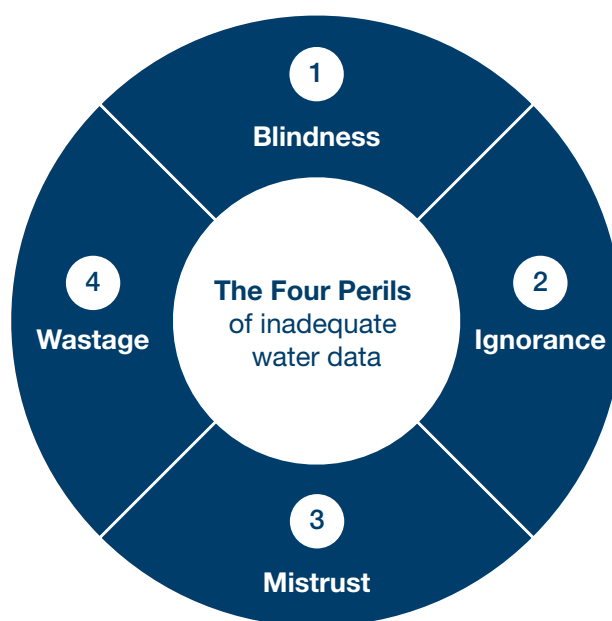 1
Blindness
The Four Perils
of inadequate
water data
2
Ignorance
3
Mistrust
4
Wastage